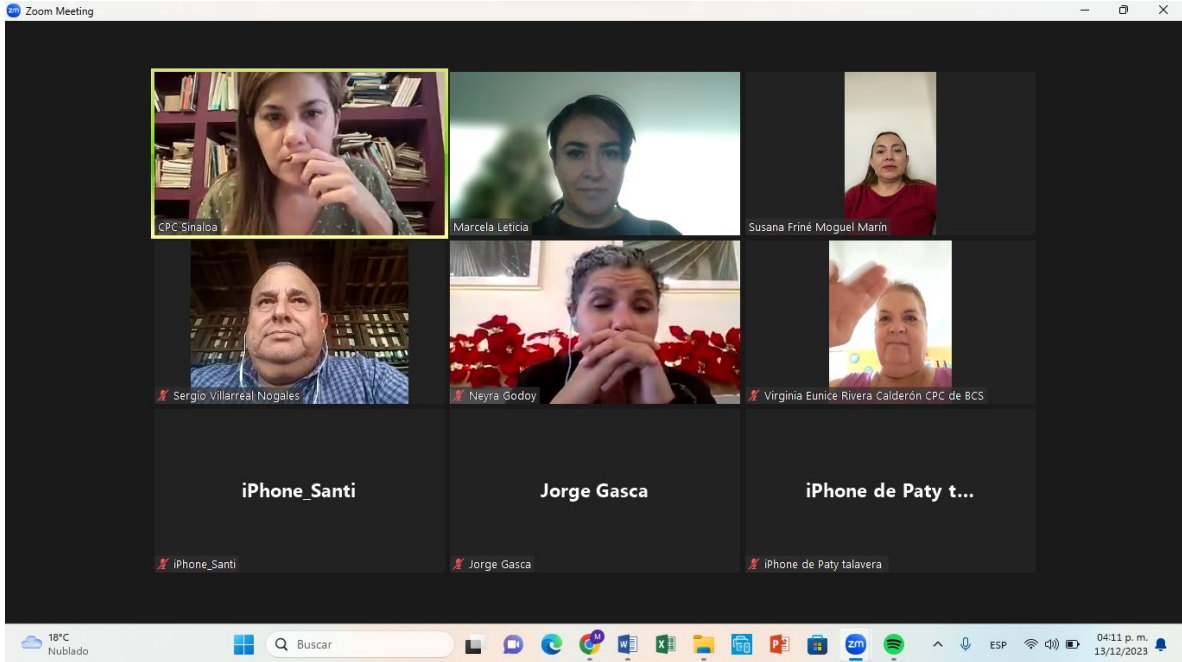 Zoom Meeting
CPC Sinaloa
Marcela Leticia
Susana Friné Moguel Marín
Sergio Villarreal Nogales
Neyra Godoy
Virginia Eunice Rivera Calderón CPC de BCS
iPhone_Santi
Jorge Gasca
iPhone de Paty t...
iPhone_Santi
Jorge Gasca
iPhone de Paty talavera
18°C
Nublado
Buscar
M
ESP
04:11 p. m.
13/12/2023